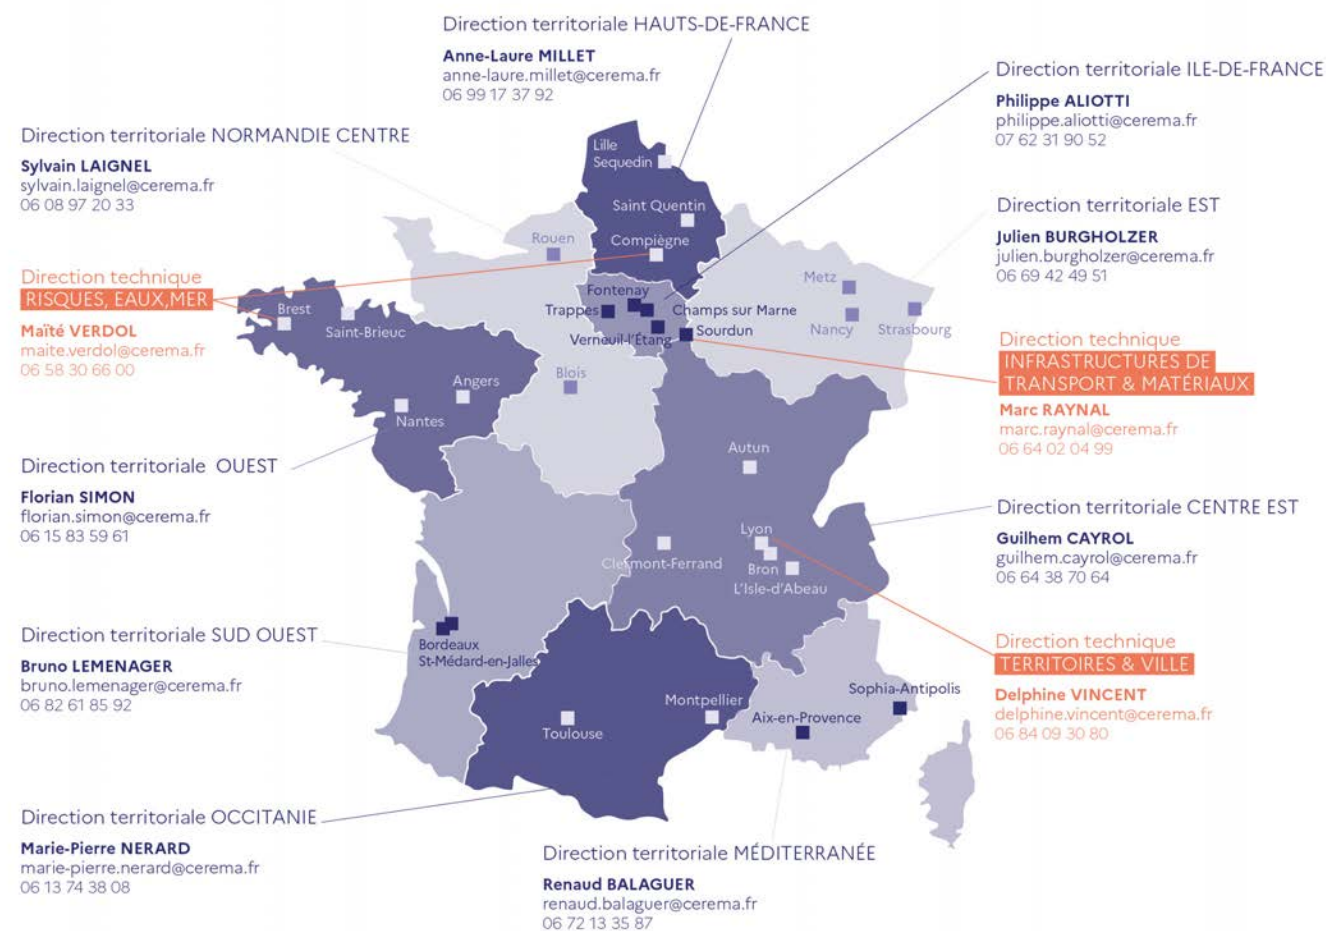 Direction territoriale HAUTS-DE-FRANCE
Anne-Laure MILLET
anne-laure.millet@cerema.fr
06 99 17 37 92
Direction territoriale ILE-DE-FRANCE
Philippe ALIOTTI
philippe.aliotti@cerema.fr
07 62 31 90 52
Direction territoriale NORMANDIE CENTRE
Sylvain LAIGNEL
sylvain.laignel@cerema.fr
06 08 97 20 33
Direction territoriale EST
Julien BURGHOLZER
julien.burgholzer@cerema.fr
06 69 42 49 51
Direction technique
RISQUES, EAUX,MER
Maïté VERDOL
maite.verdol@cerema.fr
06 58 30 66 00
Direction technique
INFRASTRUCTURES DE
TRANSPORT & MATÉRIAUX
Marc RAYNAL
marc.raynal@cerema.fr
06 64 02 04 99
Direction territoriale OUEST
Florian SIMON
florian.simon@cerema.fr
06 15 83 59 61
Direction territoriale CENTRE EST
Guilhem CAYROL
guilhem.cayrol@cerema.fr
06 64 38 70 64
Direction territoriale SUD OUEST
Bruno LEMENAGER
bruno.lemenager@cerema.fr
06 82 61 85 92
Direction technique
TERRITOIRES & VILLE
Delphine VINCENT
delphine.vincent@cerema.fr
06 84 09 30 80
Direction territoriale OCCITANIE
Marie-Pierre NERARD
marie-pierre.nerard@cerema.fr
06 13 74 38 08
Direction territoriale MÉDITERRANÉE
Renaud BALAGUER
renaud.balaguer@cerema.fr
06 72 13 35 87
Lille
Sequedin
Saint Quentin
Compiègne
Rouen
Metz
Nancy
Strasbourg
Fontenay
Trappes
Champs sur Marne
Verneuil-l'Étang
Sourdun
Brest
Saint-Brieuc
Blois
Angers
Nantes
Autun
Lyon
Bron
Clermont-Ferrand
L'Isle-d'Abeau
Bordeaux
St-Médard-en-Jalles
Toulouse
Montpellier
Sophia-Antipolis
Aix-en-Provence